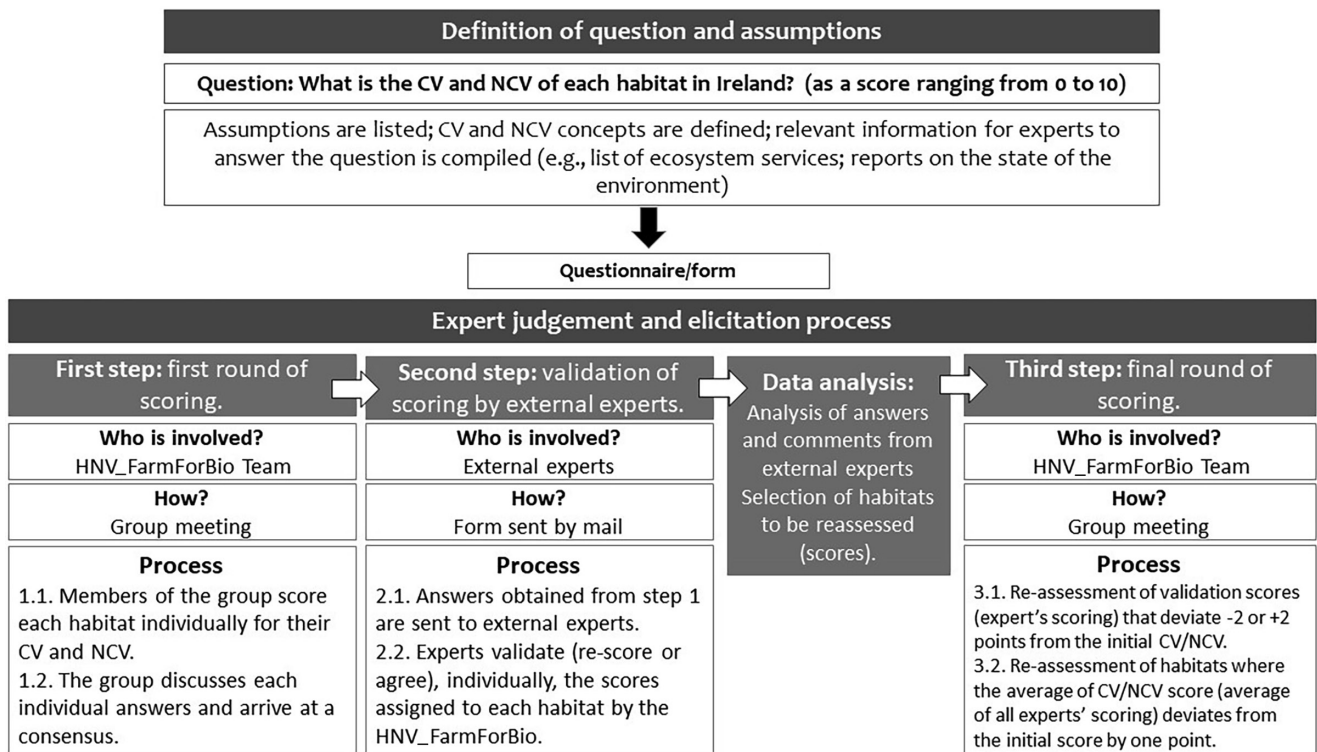 Definition of question and assumptions
Question: What is the CV and NCV of each habitat in Ireland? (as a score ranging from 0 to 10)
Assumptions are listed; CV and NCV concepts are defined; relevant information for experts to
answer the question is compiled (e.g., list of ecosystem services; reports on the state of the
environment)
Questionnaire/form
Expert judgement and elicitation process
First step: first round of
scoring.
Who is involved?
HNV_FarmForBio Team
How?
Group meeting
Process
1.1. Members of the group score
each habitat individually for their
CV and NCV.
1.2. The group discusses each
individual answers and arrive at a
consensus.
Second step: validation of
scoring by external experts.
Who is involved?
External experts
How?
Form sent by mail
Process
2.1. Answers obtained from step 1
are sent to external experts.
2.2. Experts validate (re-score or
agree), individually, the scores
assigned to each habitat by the
HNV_FarmForBio.
Data analysis:
Analysis of answers
and comments from
external experts
Selection of habitats
to be reassessed
(scores).
Third step: final round of
scoring.
Who is involved?
HNV_FarmForBio Team
How?
Group meeting
Process
3.1. Re-assessment of validation scores
(expert's scoring) that deviate -2 or +2
points from the initial CV/NCV.
3.2. Re-assessment of habitats where
the average of CV/NCV score (average
of all experts' scoring) deviates from
the initial score by one point.